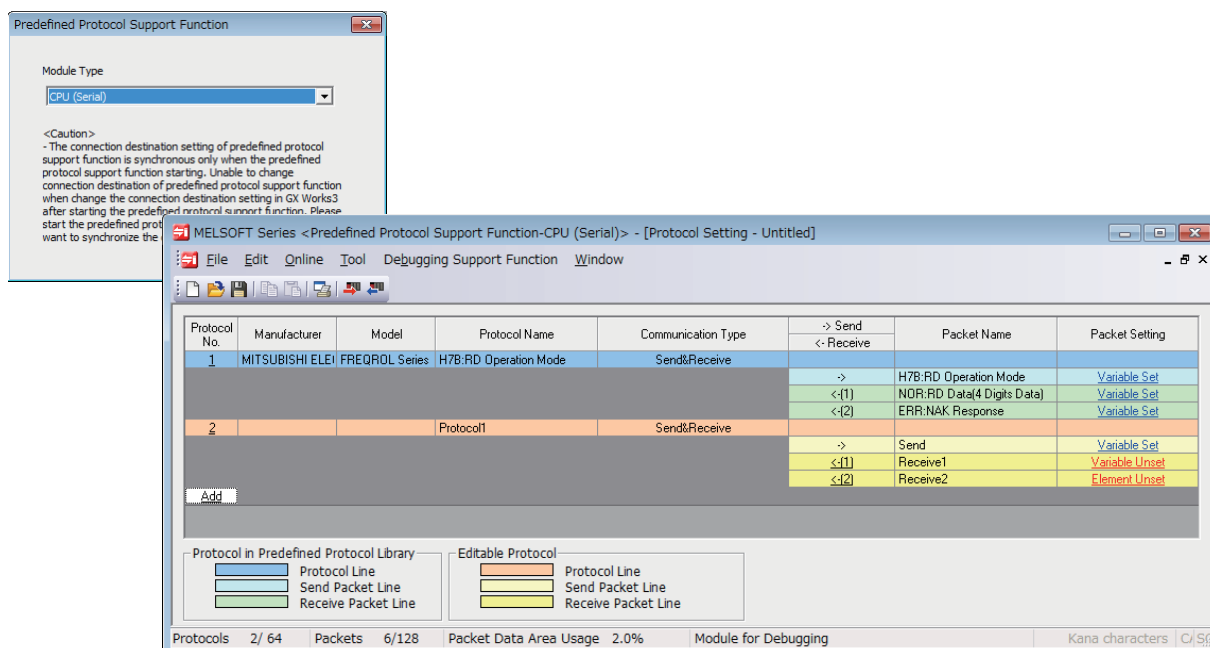 Predefined Protocol Support Function
Module Type
CPU (Serial)
<Caution>
- The connection destination setting of predefined protocol
support function is synchronous only when the predefined
protocol support function starting. Unable to change
connection destination of predefined protocol support function
when change the connection destination setting in GX Works3
after starting the predefined protocol support function. Please
start the predefined prot
want to synchronize the
MELSOFT Series <Predefined Protocol Support Function-CPU (Serial)> - [Protocol Setting - Untitled]
File Edit Online Tool Debugging Support Function Window
Protocol No. Manufacturer Model Protocol Name Communication Type -> Send <- Receive Packet Name Packet Setting
1 MITSUBISHI ELE FREQROL Series H7B:RD Operation Mode Send&Receive
-> H7B:RD Operation Mode Variable Set
<-(1) NOR:RD Data(4 Digits Data) Variable Set
<-(2) ERR:NAK Response Variable Set
2 Protocol1 Send&Receive
-> Send Variable Set
<-(1) Receive1 Variable Unset
<-(2) Receive2 Element Unset
Add
Protocol in Predefined Protocol Library
Protocol Line
Send Packet Line
Receive Packet Line
Editable Protocol
Protocol Line
Send Packet Line
Receive Packet Line
Protocols 2/ 64 Packets 6/128 Packet Data Area Usage 2.0% Module for Debugging Kana characters